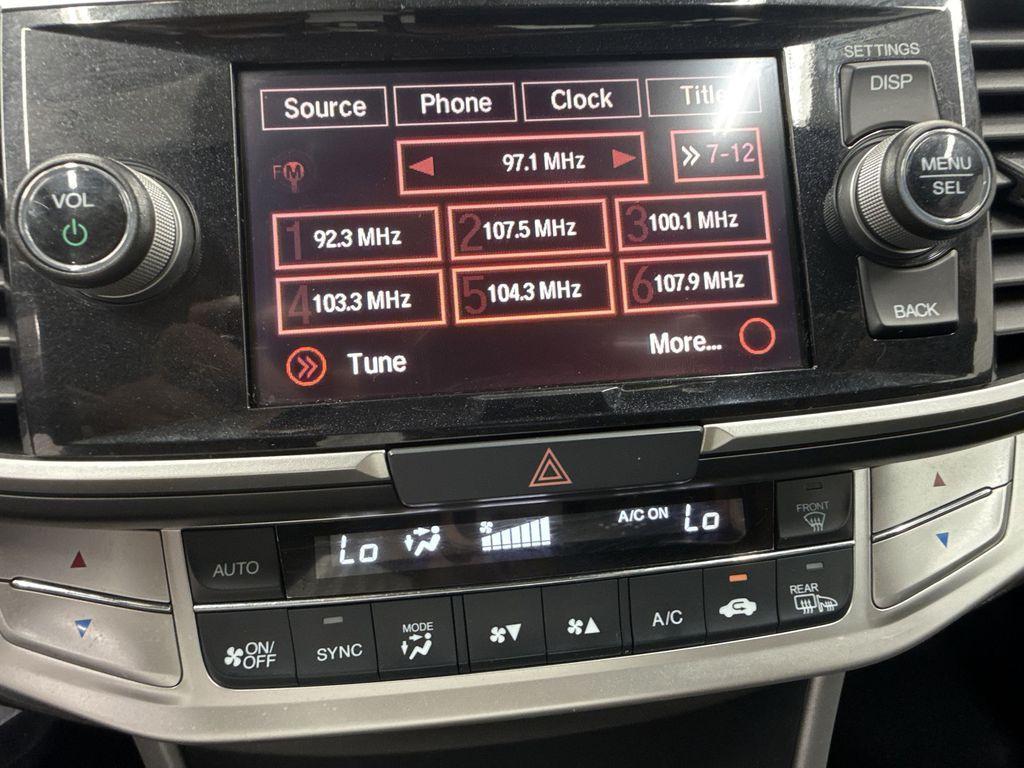 SETTINGS
DISP
Source Phone Clock Title
FM
97.1 MHz
7-12
MENU
SEL
VOL
1 92.3 MHz 2 107.5 MHz 3 100.1 MHz
4 103.3 MHz 5 104.3 MHz 6 107.9 MHz
BACK
Tune
More...
Lo A/C ON Lo
FRONT
AUTO
ON/
OFF
SYNC
MODE
A/C
REAR